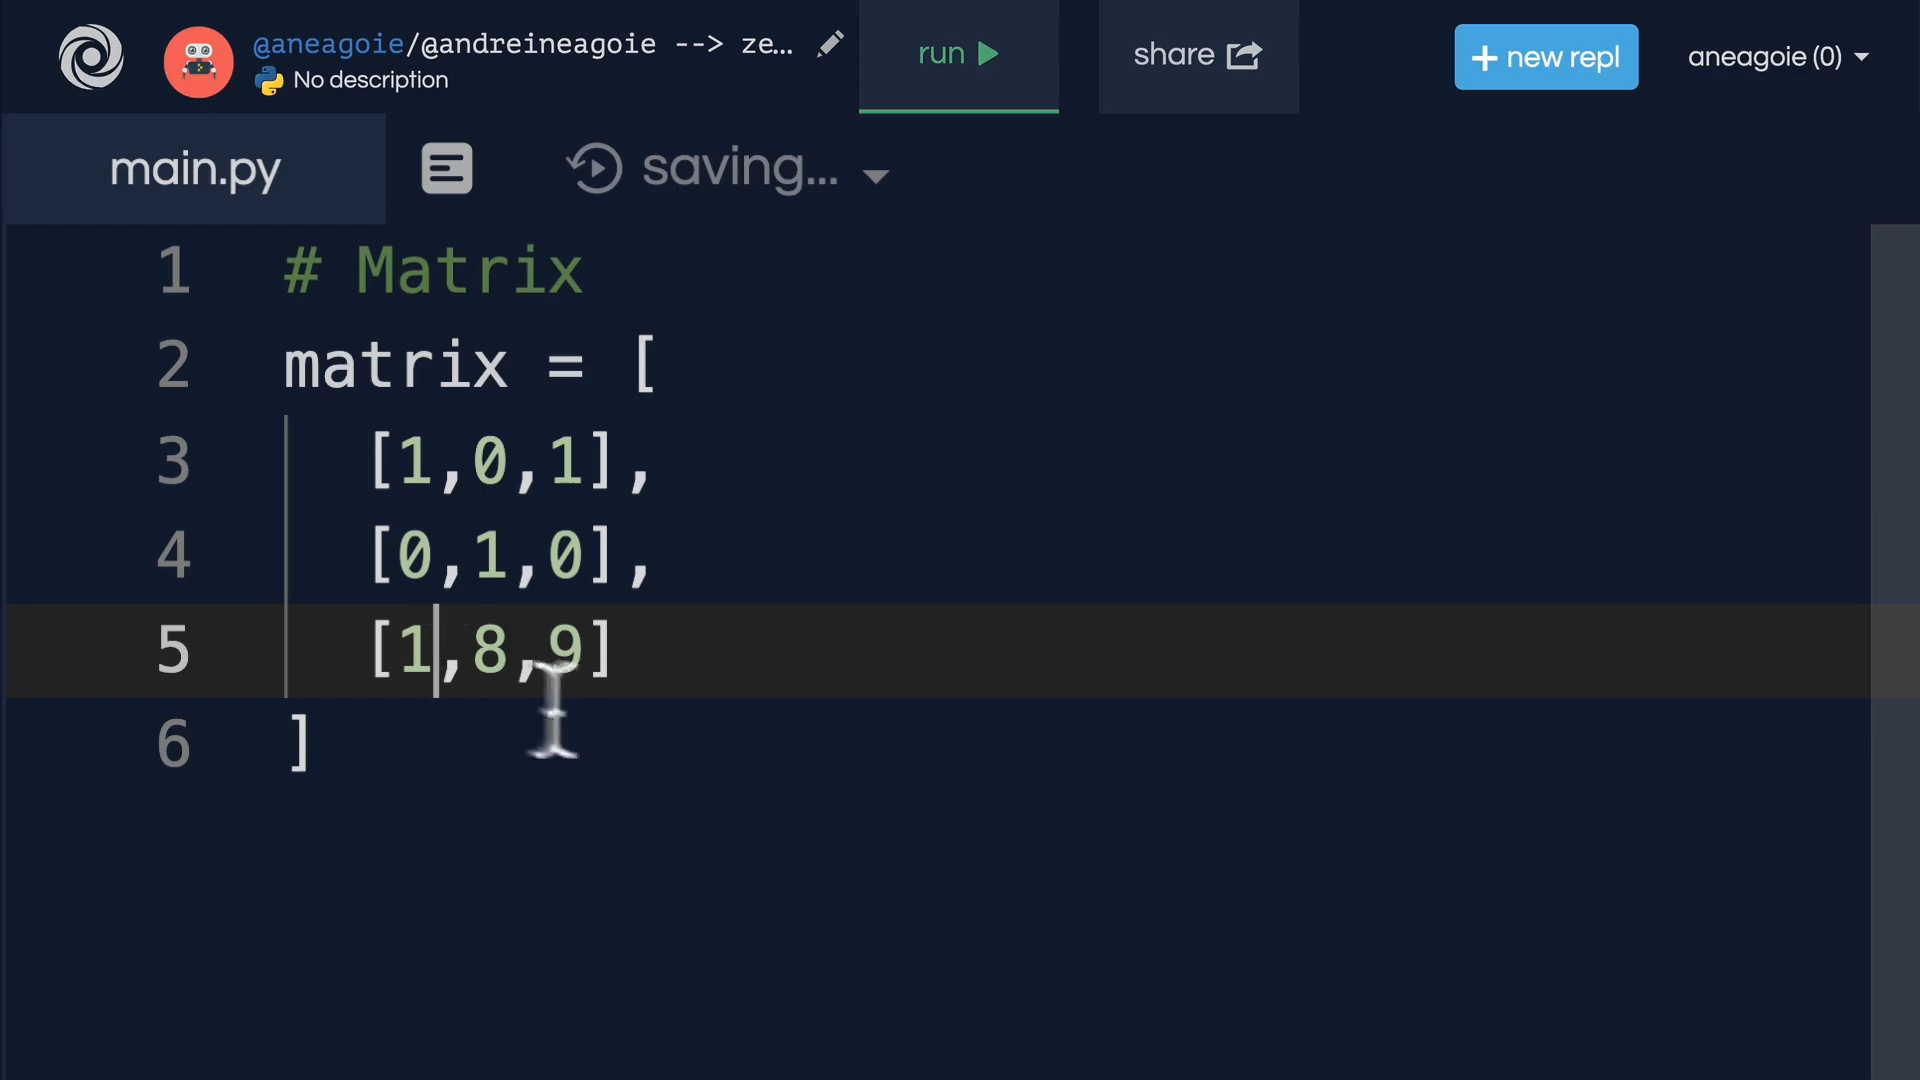 @aneagoie/@andreineagoie --> ze...
No description
run
share
+ new repl
aneagoie (0)
main.py
saving...
1 # Matrix
2 matrix = [
3 [1,0,1],
4 [0,1,0],
5 [1,8,9]
6 ]